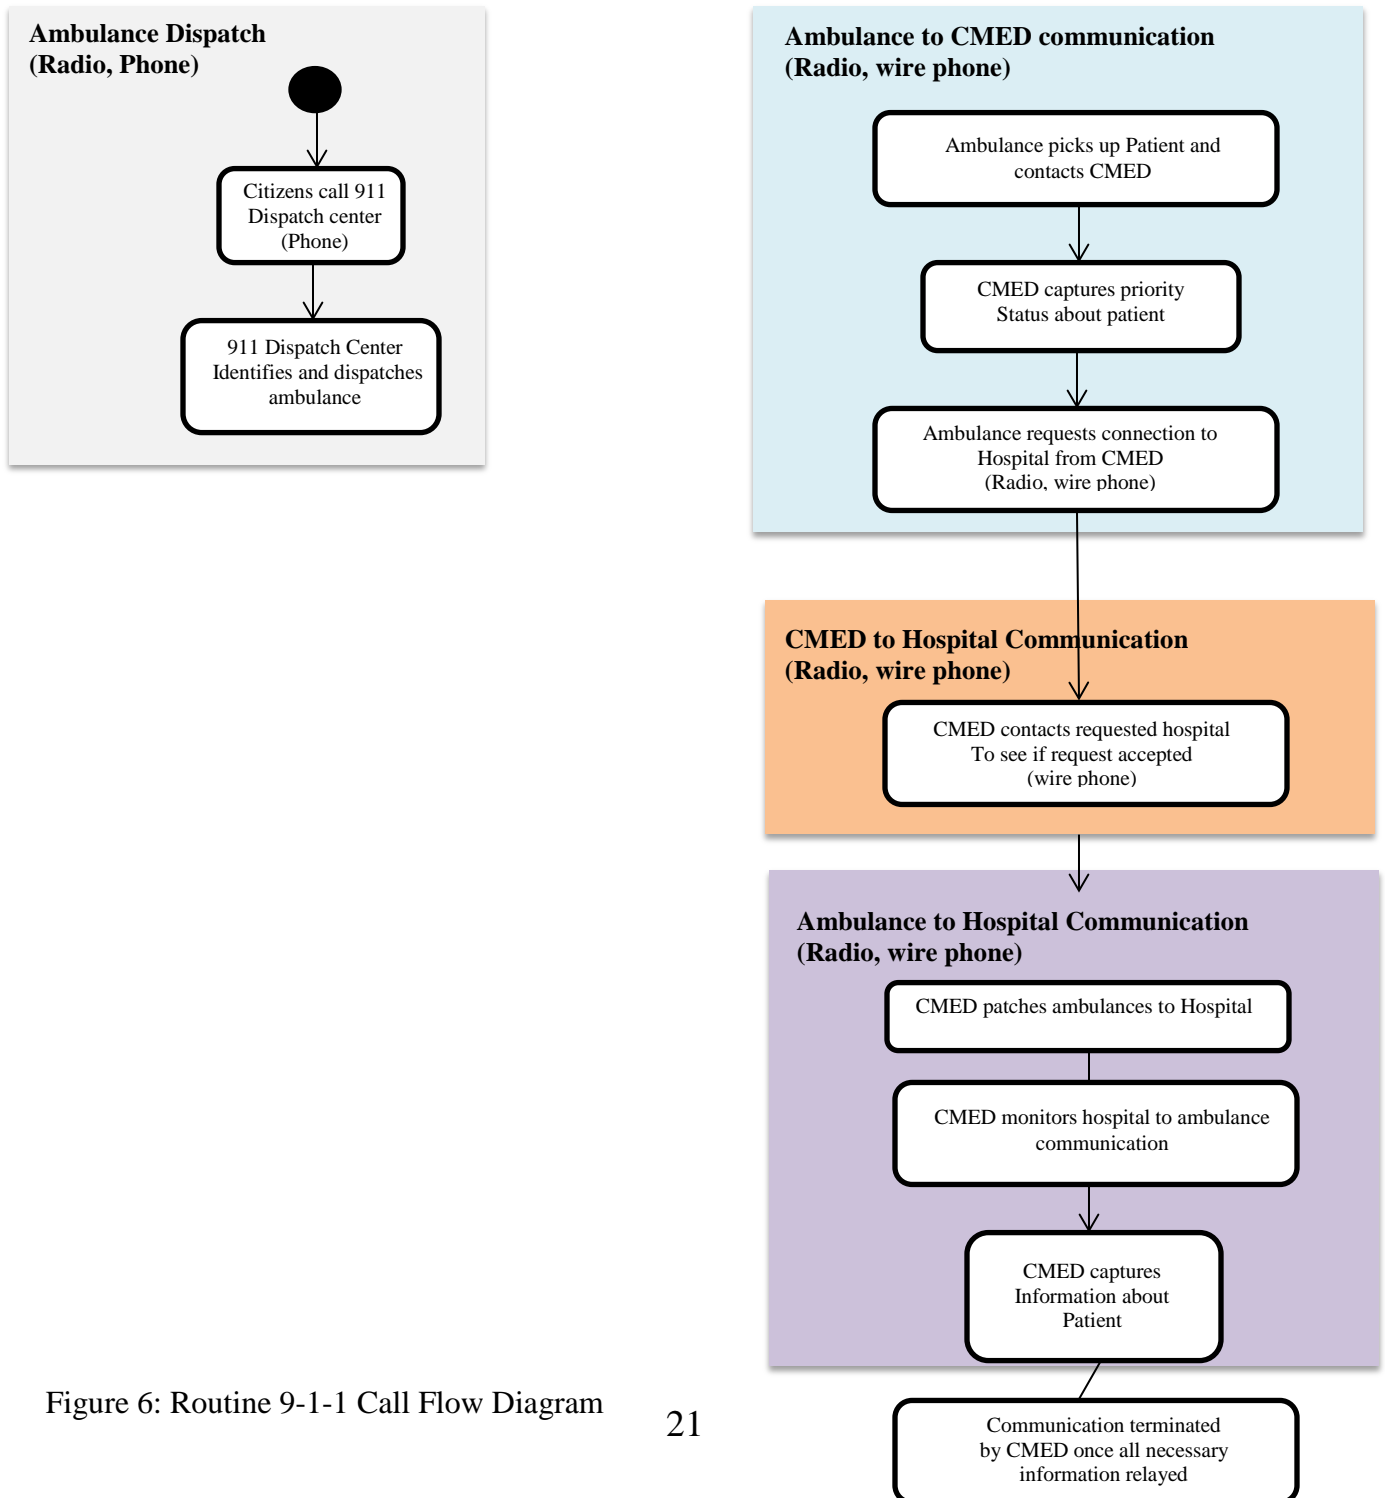 Ambulance Dispatch
(Radio, Phone)
Citizens call 911
Dispatch center
(Phone)
911 Dispatch Center
Identifies and dispatches
ambulance
Ambulance to CMED communication
(Radio, wire phone)
Ambulance picks up Patient and
contacts CMED
CMED captures priority
Status about patient
Ambulance requests connection to
Hospital from CMED
(Radio, wire phone)
CMED to Hospital Communication
(Radio, wire phone)
CMED contacts requested hospital
To see if request accepted
(wire phone)
Ambulance to Hospital Communication
(Radio, wire phone)
CMED patches ambulances to Hospital
CMED monitors hospital to ambulance
communication
CMED captures
Information about
Patient
Communication terminated
by CMED once all necessary
information relayed
Figure 6: Routine 9-1-1 Call Flow Diagram
21